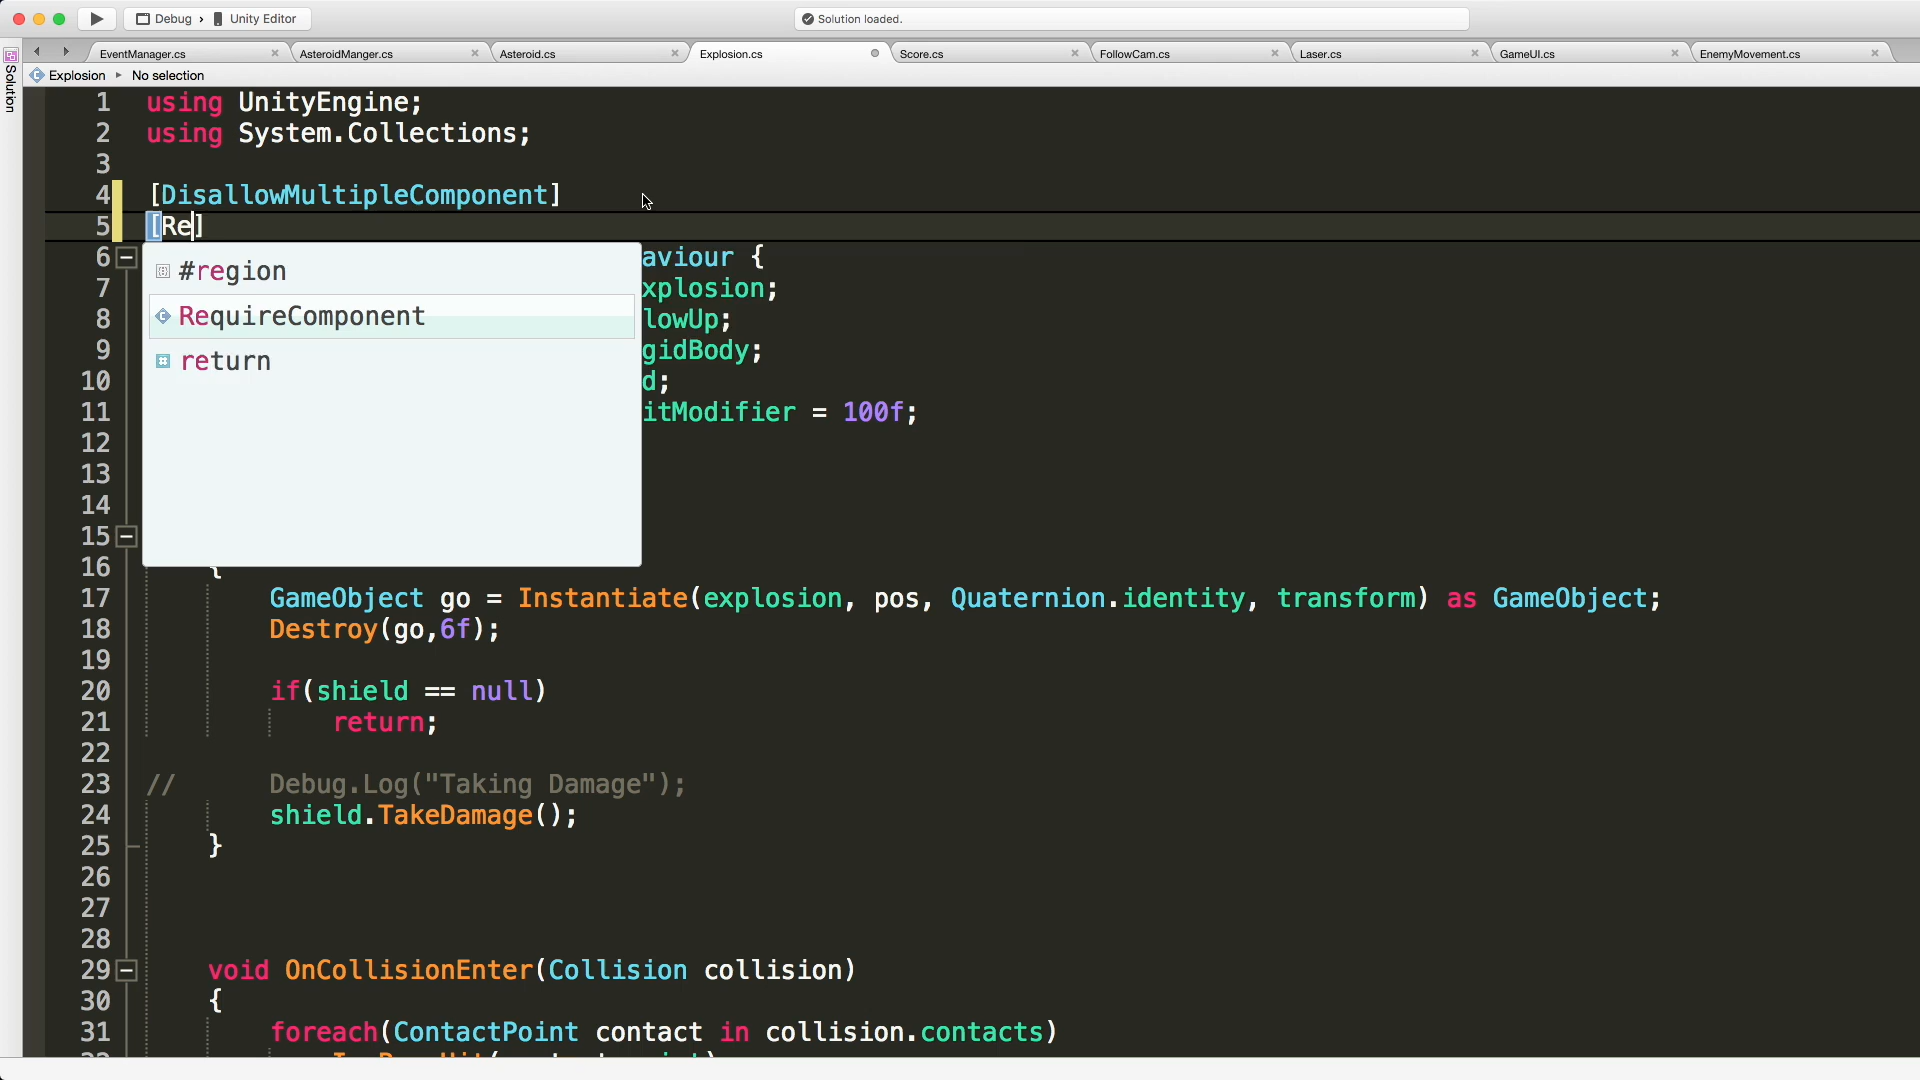 Debug › Unity Editor
Solution loaded.
EventManager.cs
AsteroidManger.cs
Asteroid.cs
Explosion.cs
Score.cs
FollowCam.cs
Laser.cs
GameUI.cs
EnemyMovement.cs
Solution
Explosion ▸ No selection
1 using UnityEngine;
2 using System.Collections;
3
4 [DisallowMultipleComponent]
5 [Re]
#region
RequireComponent
return
6 aviour {
7 xplosion;
8 lowUp;
9 gidBody;
10 d;
11 itModifier = 100f;
12
13
14
15
16 {
17 GameObject go = Instantiate(explosion, pos, Quaternion.identity, transform) as GameObject;
18 Destroy(go,6f);
19
20 if(shield == null)
21 return;
22
23 // Debug.Log("Taking Damage");
24 shield.TakeDamage();
25 }
26
27
28
29 void OnCollisionEnter(Collision collision)
30 {
31 foreach(ContactPoint contact in collision.contacts)